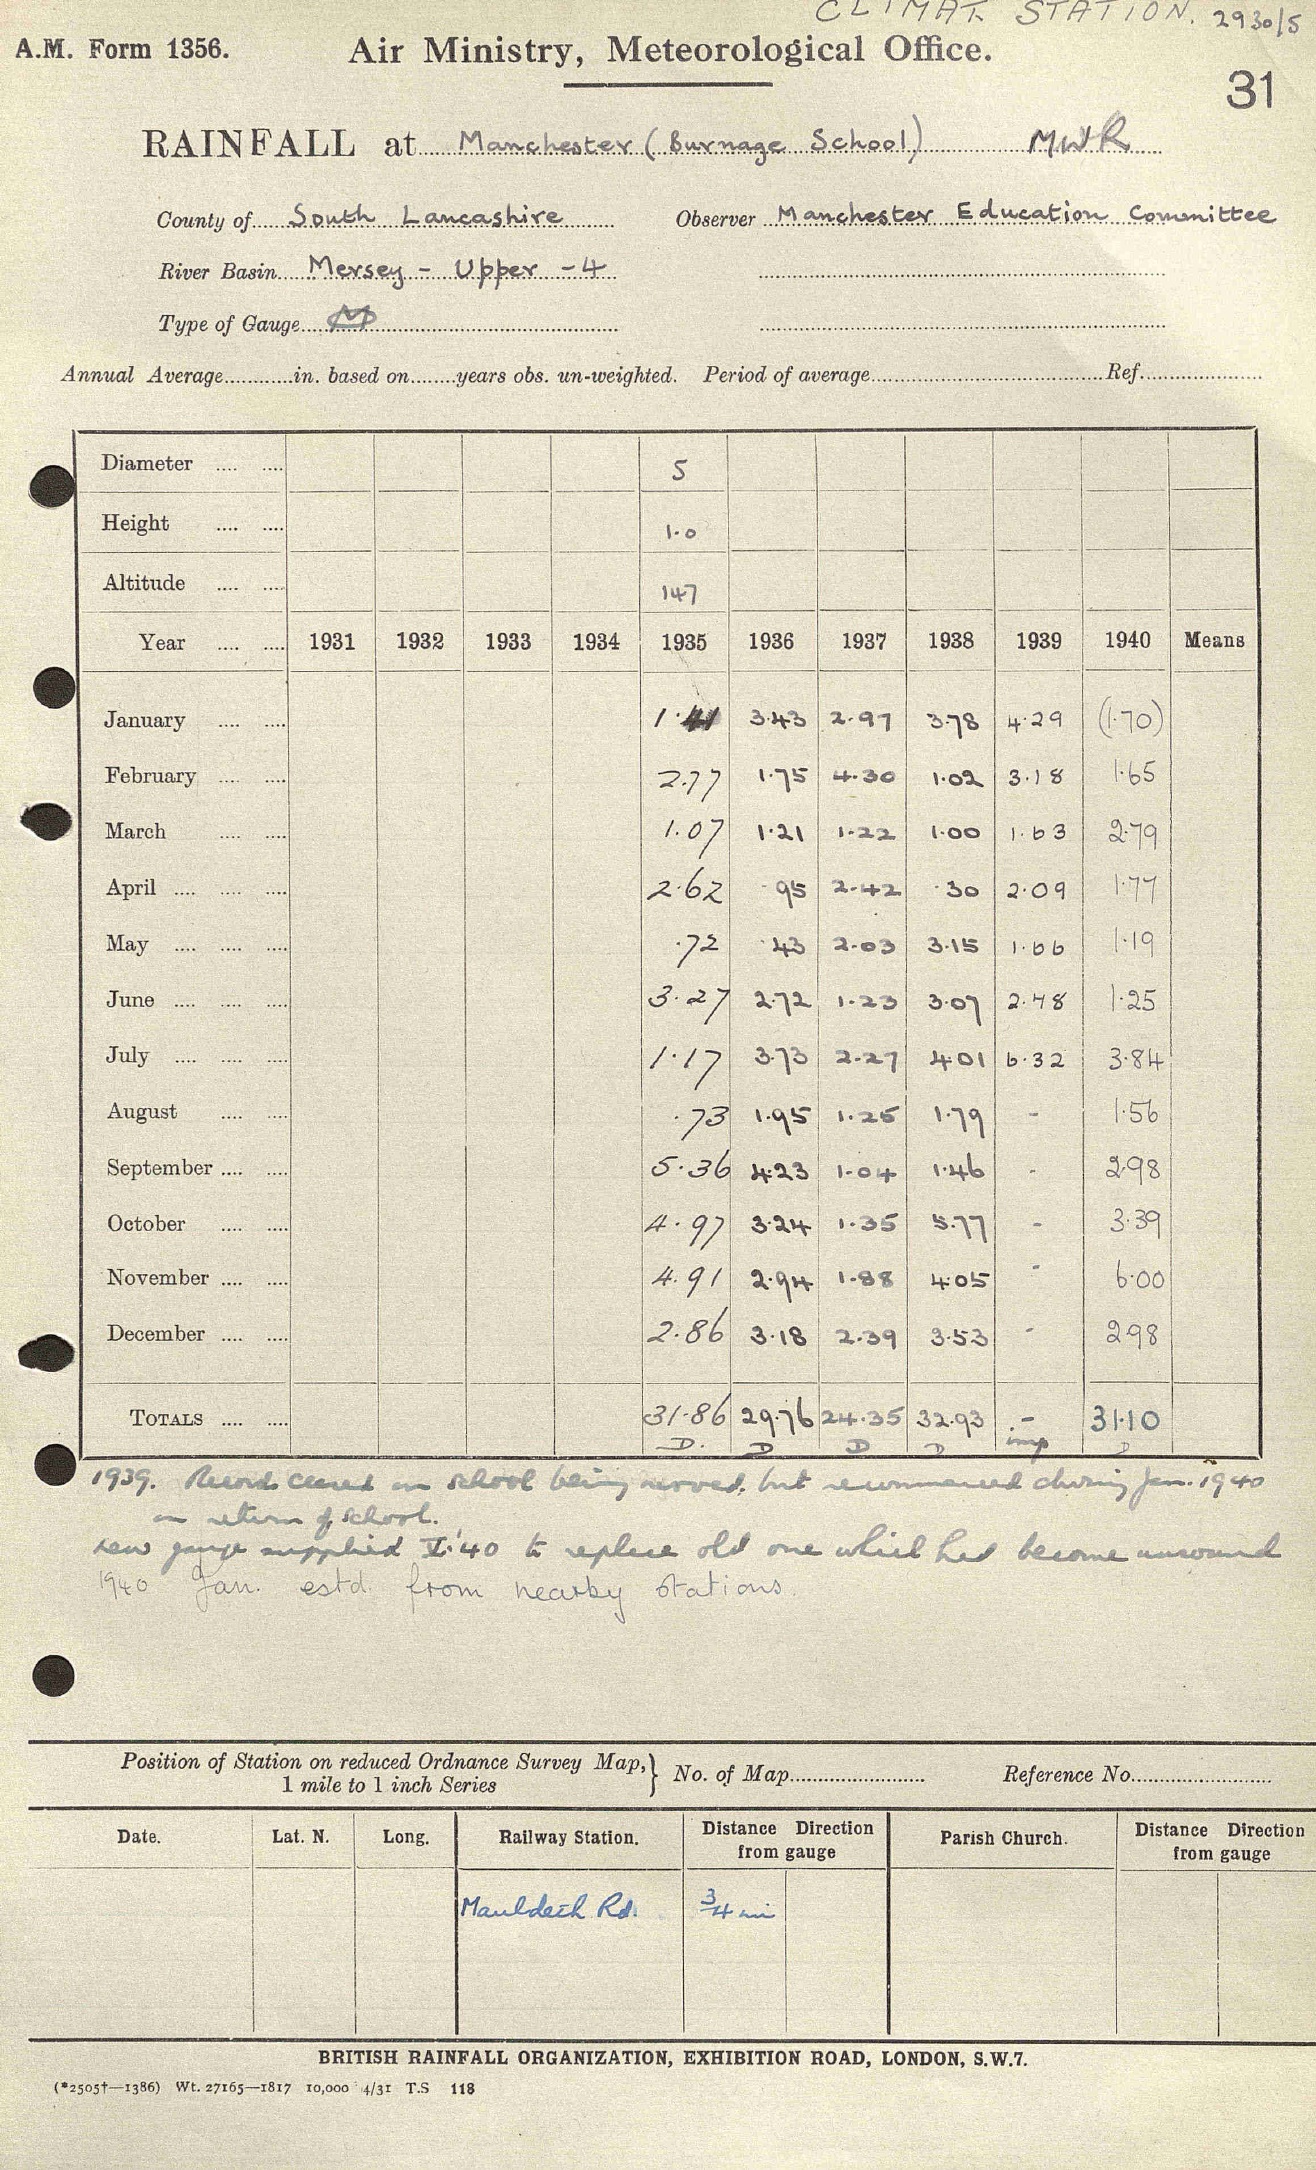 CLIMAT STATION. 2930/5
A.M. Form 1356. Air Ministry, Meteorological Office.
31
RAINFALL at Manchester (Burnage School) MWR
County of South Lancashire Observer Manchester Education Committee
River Basin Mersey - Upper - 4
Type of Gauge M
Annual Average............in. based on........years obs. un-weighted. Period of average............Ref............
Diameter .... .... 5
Height .... .... 1.0
Altitude .... .... 147
Year .... .... 1931 1932 1933 1934 1935 1936 1937 1938 1939 1940 Means
January .... .... 1.41 3.43 2.97 3.78 4.29 (1.70)
February .... .... 2.77 1.75 4.30 1.02 3.18 1.65
March .... .... 1.07 1.21 1.22 1.00 1.63 2.79
April .... .... .... 2.62 .95 2.42 .30 2.09 1.77
May .... .... .... .72 .43 2.03 3.15 1.66 1.19
June .... .... .... 3.27 2.72 1.23 3.07 2.48 1.25
July .... .... .... 1.17 3.73 2.27 4.01 6.32 3.84
August .... .... .73 1.95 1.25 1.79 - 1.56
September .... .... 5.36 4.23 1.04 1.46 - 2.98
October .... .... 4.97 3.24 1.35 5.77 - 3.39
November .... .... 4.91 2.94 1.88 4.05 - 6.00
December .... .... 2.86 3.18 2.39 3.53 - 2.98
TOTALS .... .... 31.86 29.76 24.35 32.93 - 31.10
D. D D D imp D
1939. Records ceased on school being moved, but recommenced during Jan. 1940
on return of school.
New gauge supplied V.'40 to replace old one which had become unsound
1940 Jan. estd. from nearby stations.
Position of Station on reduced Ordnance Survey Map, } No. of Map............ Reference No............
1 mile to 1 inch Series
Date. Lat. N. Long. Railway Station. Distance Direction from gauge Parish Church. Distance Direction from gauge
Mauldeth Rd. 3/4 mi
BRITISH RAINFALL ORGANIZATION, EXHIBITION ROAD, LONDON, S.W.7.
(*2505†—1386) Wt. 27165—1817 10,000 4/31 T.S 118